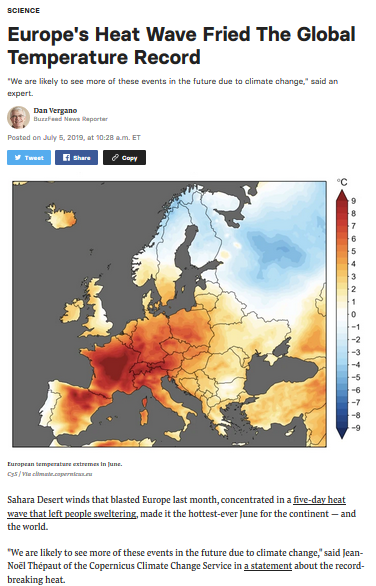 SCIENCE
Europe's Heat Wave Fried The Global
Temperature Record
"We are likely to see more of these events in the future due to climate change," said an
expert.
Dan Vergano
BuzzFeed News Reporter
Posted on July 5, 2019, at 10:28 a.m. ET
Tweet
Share
Copy
°C
9
8
7
6
5
4
3
2
1
0
-1
-2
-3
-4
-5
-6
-7
-8
-9
European temperature extremes in June.
C3S | Via climate.copernicus.eu
Sahara Desert winds that blasted Europe last month, concentrated in a five-day heat
wave that left people sweltering, made it the hottest-ever June for the continent — and
the world.
"We are likely to see more of these events in the future due to climate change," said Jean-
Noël Thépaut of the Copernicus Climate Change Service in a statement about the record-
breaking heat.